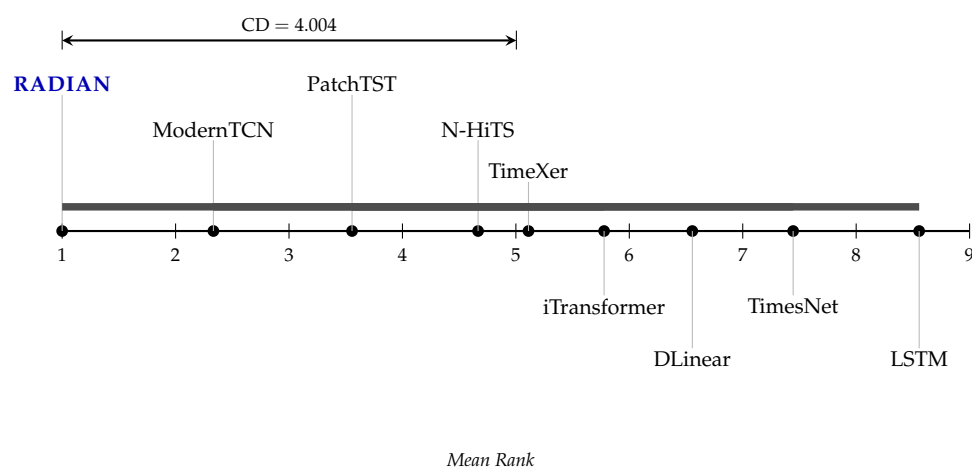 CD = 4.004
RADIAN
PatchTST
ModernTCN
N-HiTS
TimeXer
1 2 3 4 5 6 7 8 9
iTransformer
TimesNet
DLinear
LSTM
Mean Rank